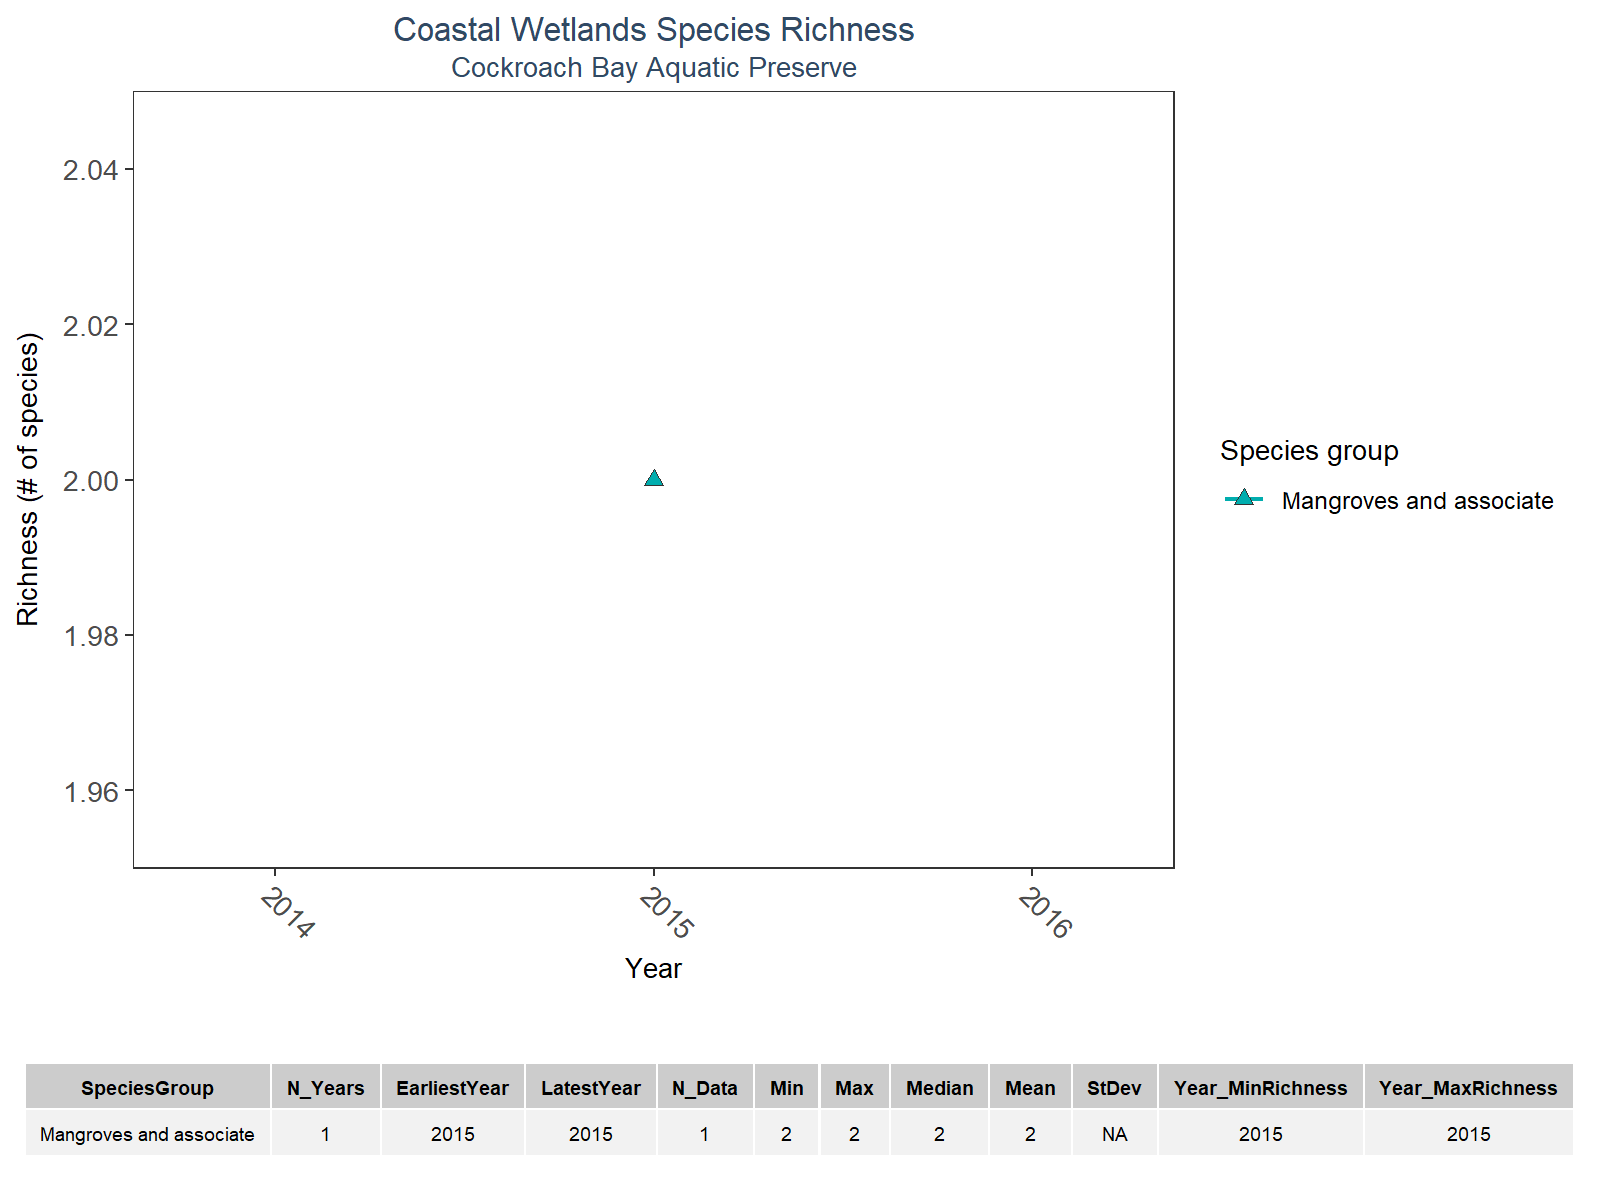 Coastal Wetlands Species Richness
Cockroach Bay Aquatic Preserve
Richness (# of species)
2.04
2.02
2.00
1.98
1.96
2014 2015 2016
Year
Species group
Mangroves and associate
SpeciesGroup N_Years EarliestYear LatestYear N_Data Min Max Median Mean StDev Year_MinRichness Year_MaxRichness
Mangroves and associate 1 2015 2015 1 2 2 2 2 NA 2015 2015